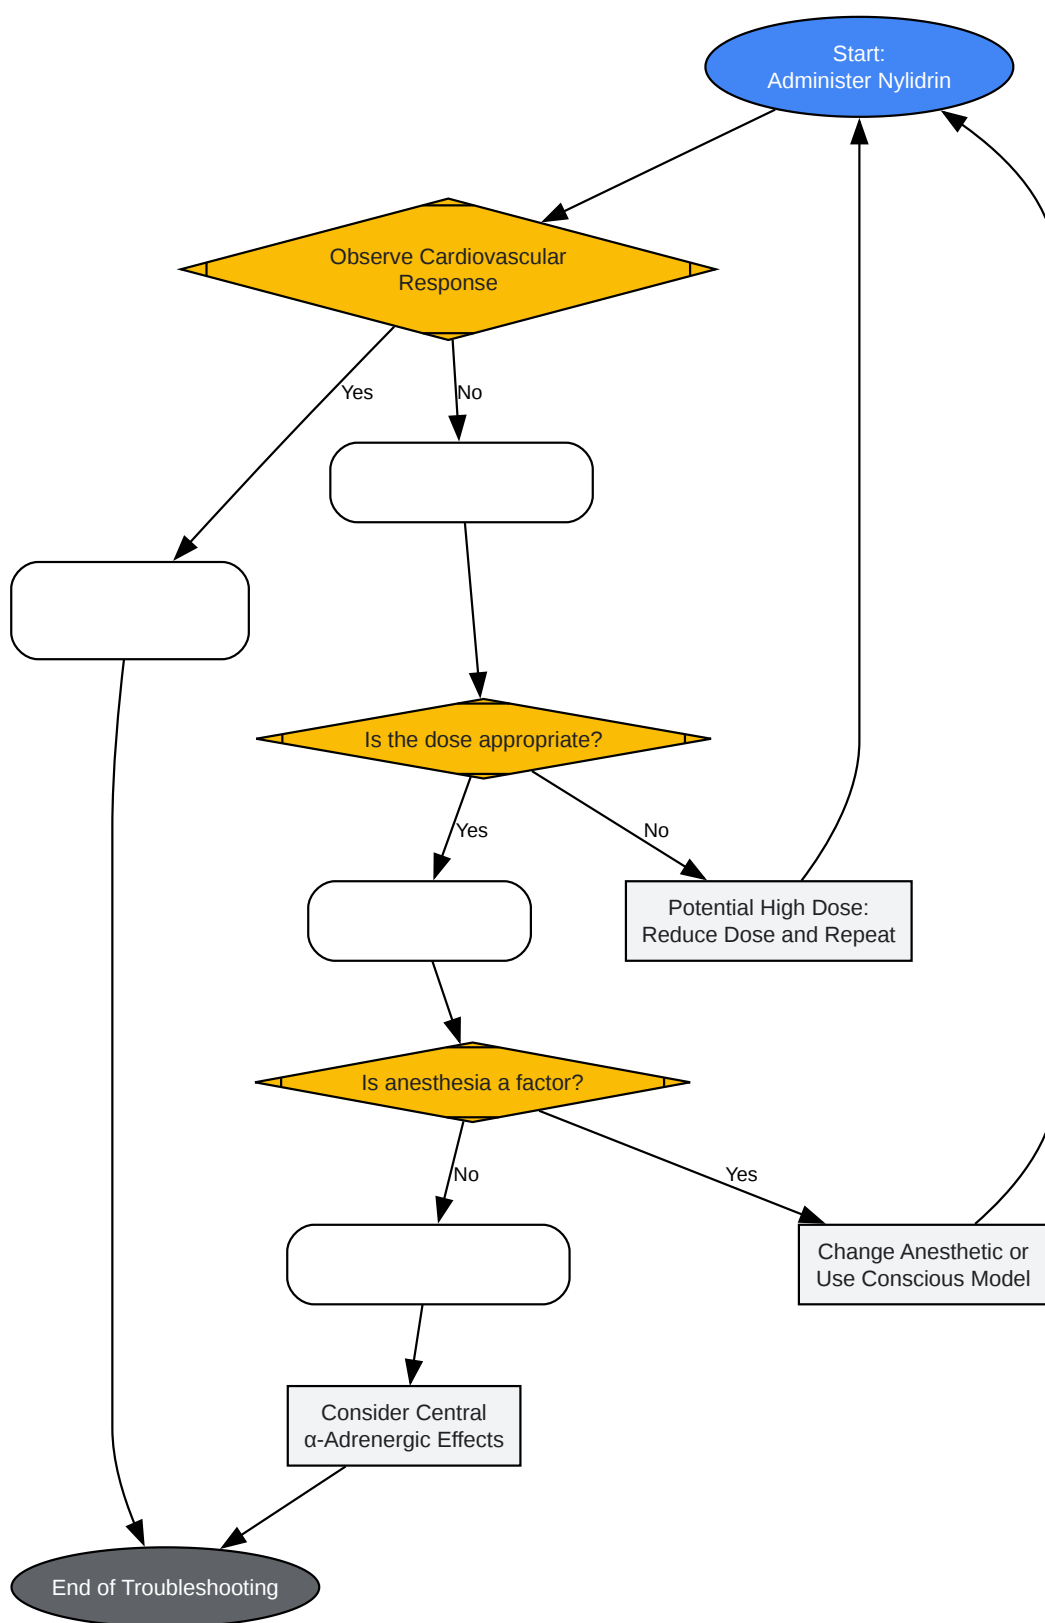 Start:
Administer Nylidrin
Observe Cardiovascular
Response
Yes
No
Is the dose appropriate?
Yes
No
Potential High Dose:
Reduce Dose and Repeat
Is anesthesia a factor?
No
Yes
Change Anesthetic or
Use Conscious Model
Consider Central
α-Adrenergic Effects
End of Troubleshooting